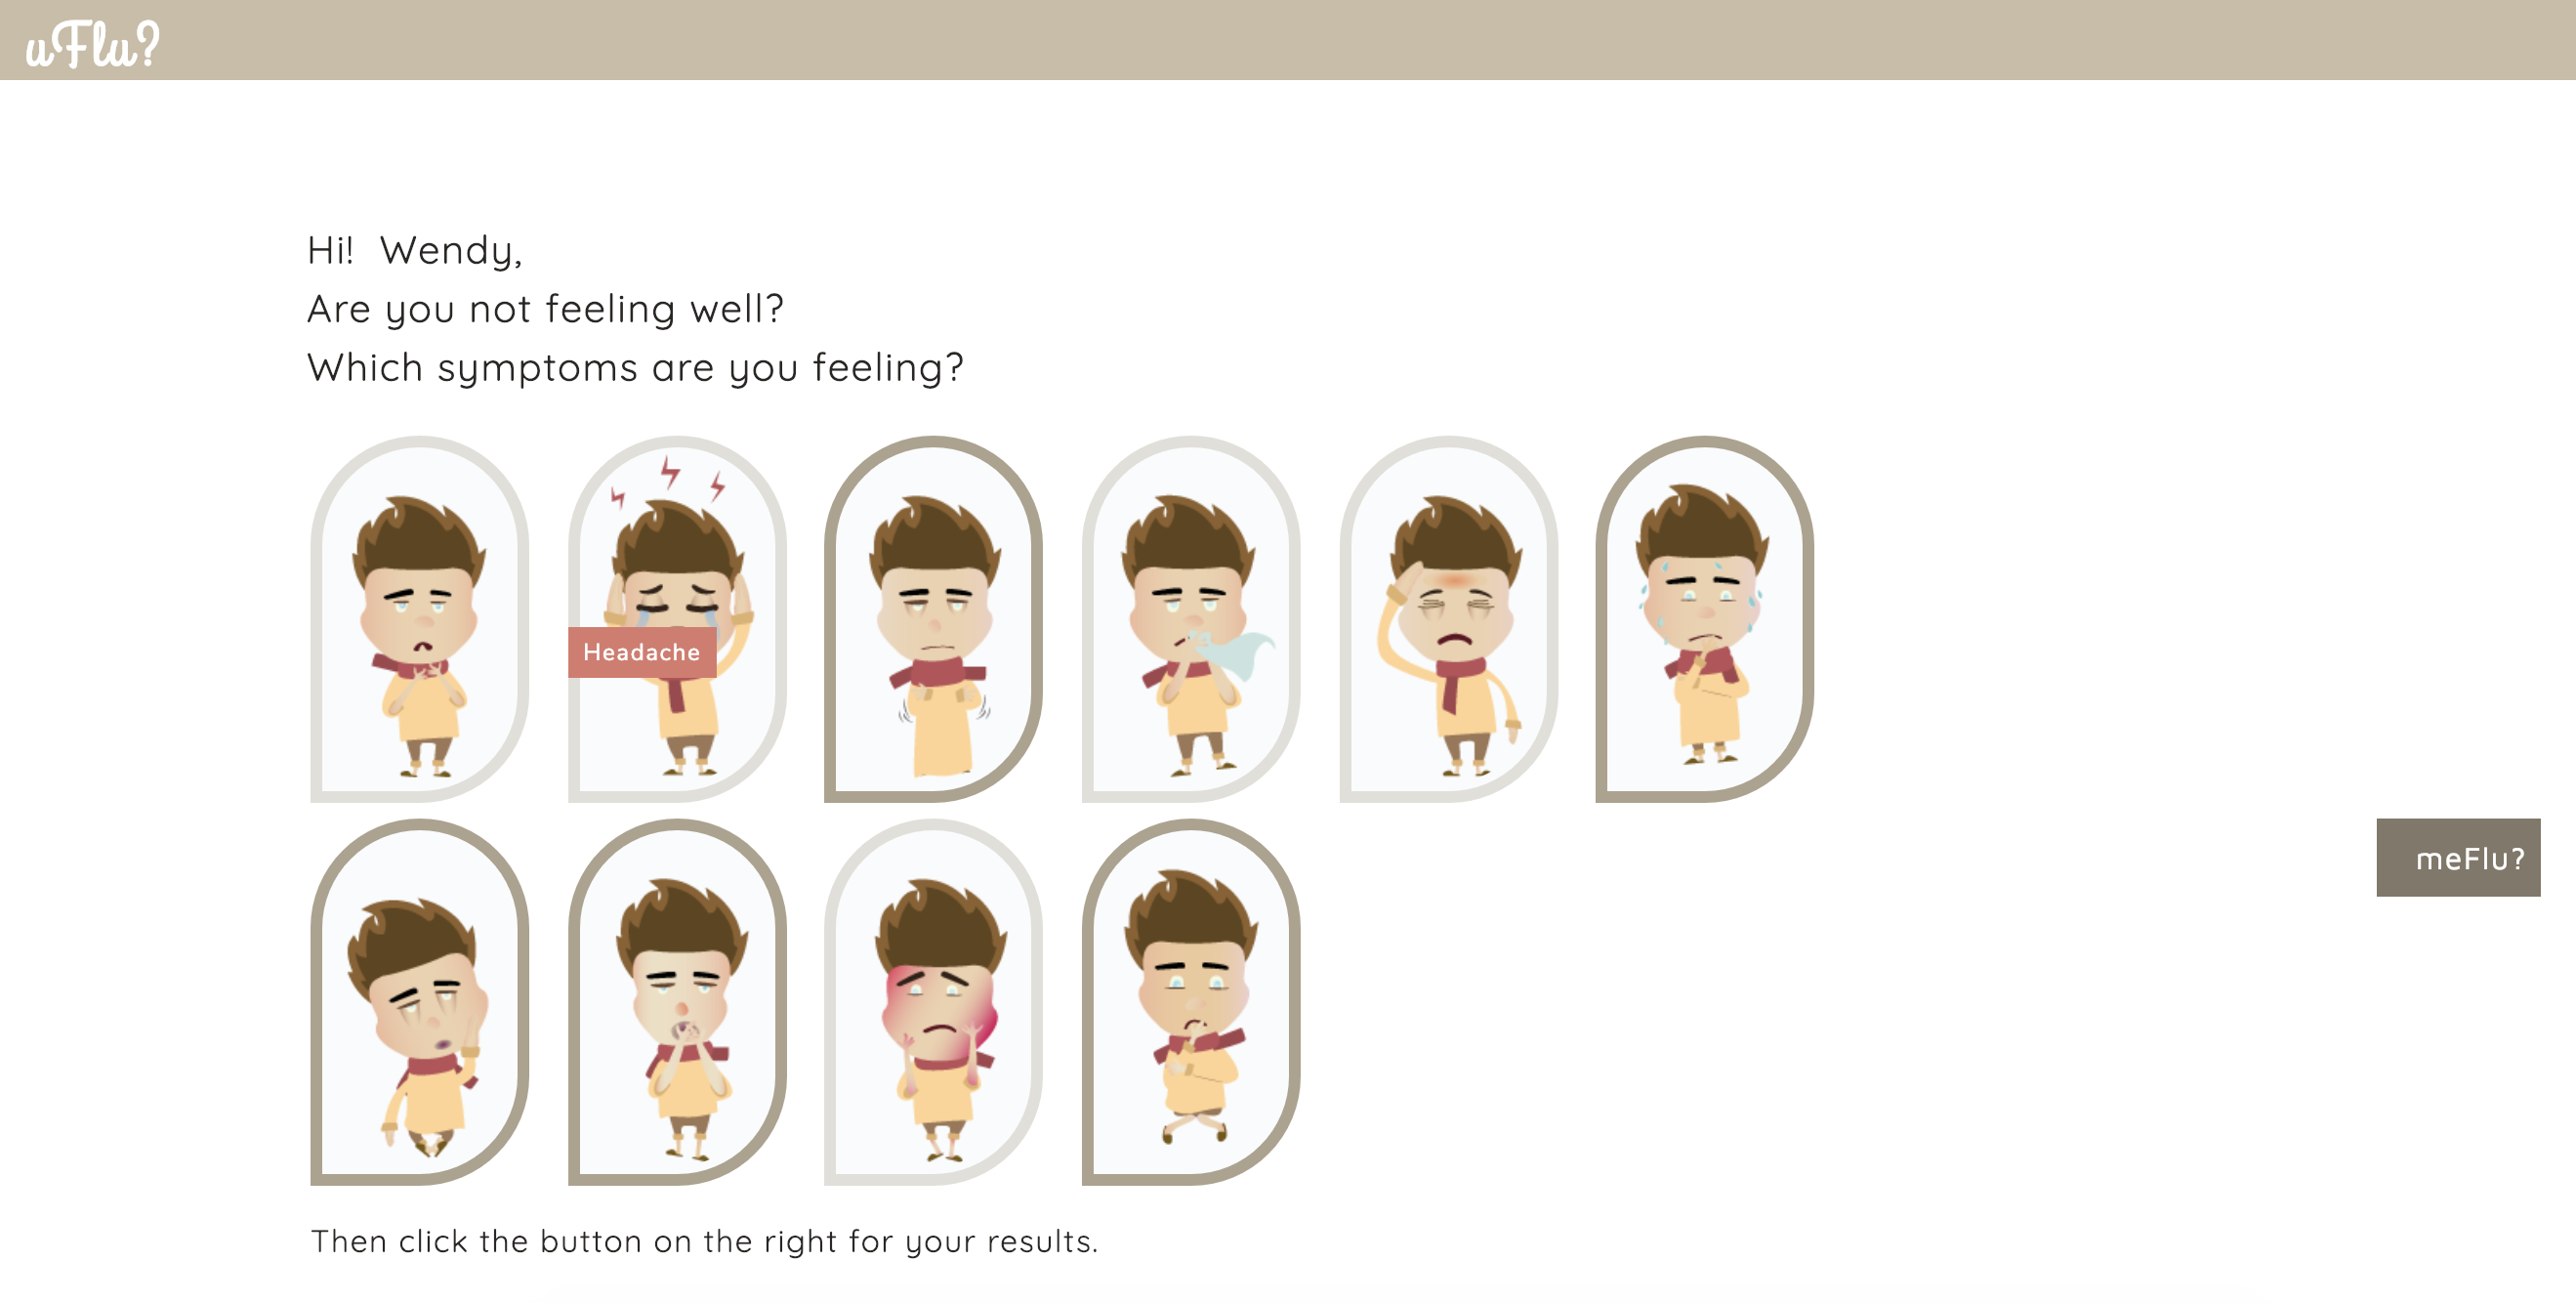 uFlu?
Hi! Wendy,
Are you not feeling well?
Which symptoms are you feeling?
Headache
meFlu?
Then click the button on the right for your results.